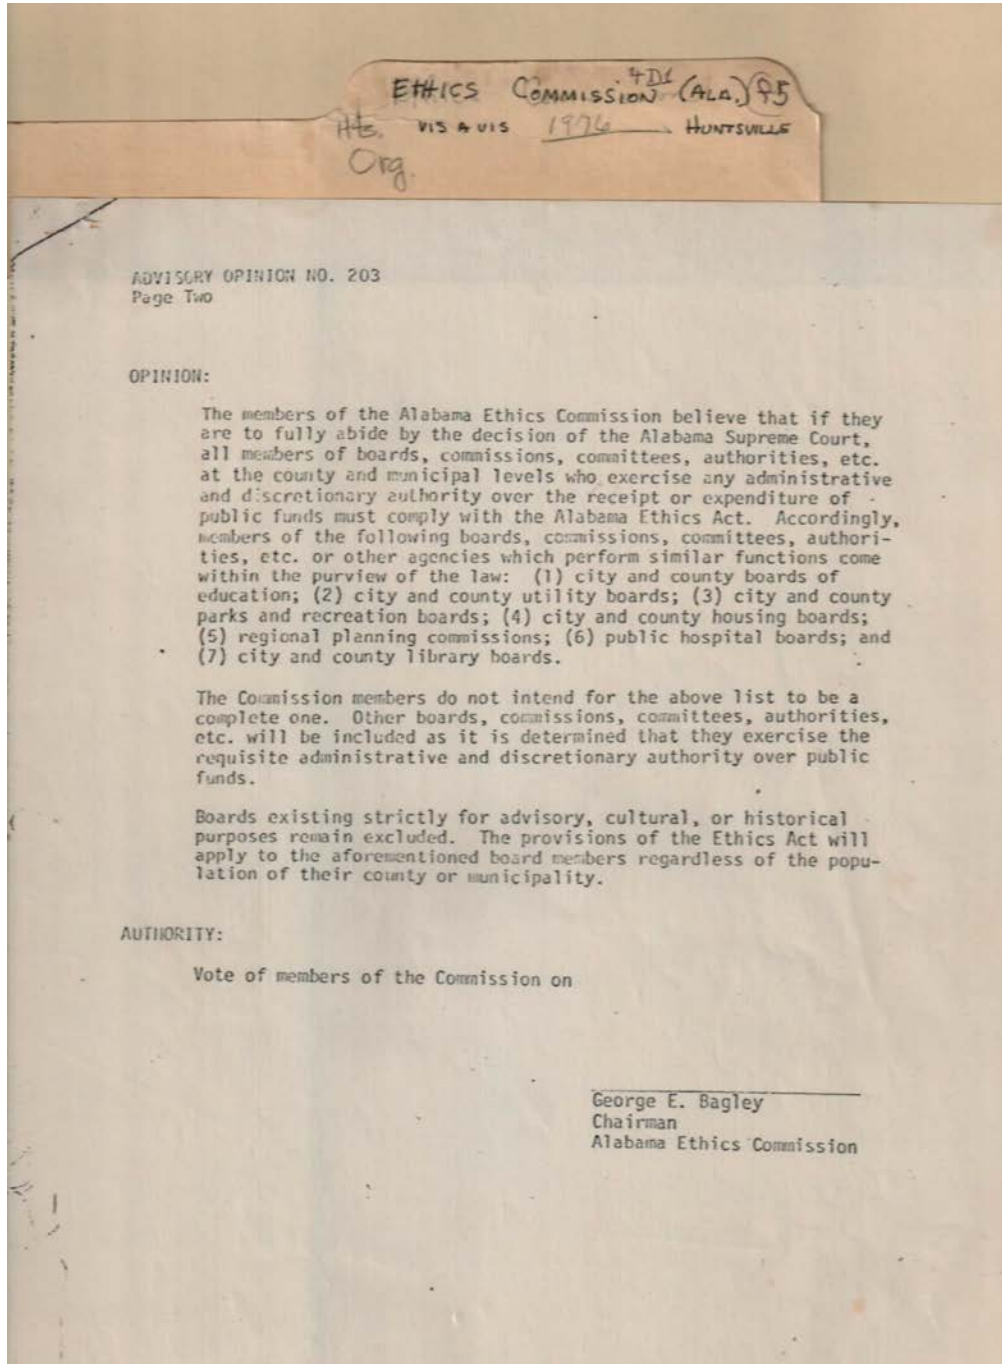 ETHICS COMMISSION 4D1 (ALA.) 95
Hts. VIS A VIS 1976 HUNTSVILLE
Org.
ADVISORY OPINION NO. 203
Page Two
OPINION:
The members of the Alabama Ethics Commission believe that if they
are to fully abide by the decision of the Alabama Supreme Court,
all members of boards, commissions, committees, authorities, etc.
at the county and municipal levels who exercise any administrative
and discretionary authority over the receipt or expenditure of
public funds must comply with the Alabama Ethics Act. Accordingly,
members of the following boards, commissions, committees, authori-
ties, etc. or other agencies which perform similar functions come
within the purview of the law: (1) city and county boards of
education; (2) city and county utility boards; (3) city and county
parks and recreation boards; (4) city and county housing boards;
(5) regional planning commissions; (6) public hospital boards; and
(7) city and county library boards.
The Commission members do not intend for the above list to be a
complete one. Other boards, commissions, committees, authorities,
etc. will be included as it is determined that they exercise the
requisite administrative and discretionary authority over public
funds.
Boards existing strictly for advisory, cultural, or historical
purposes remain excluded. The provisions of the Ethics Act will
apply to the aforementioned board members regardless of the popu-
lation of their county or municipality.
AUTHORITY:
Vote of members of the Commission on
George E. Bagley
Chairman
Alabama Ethics Commission